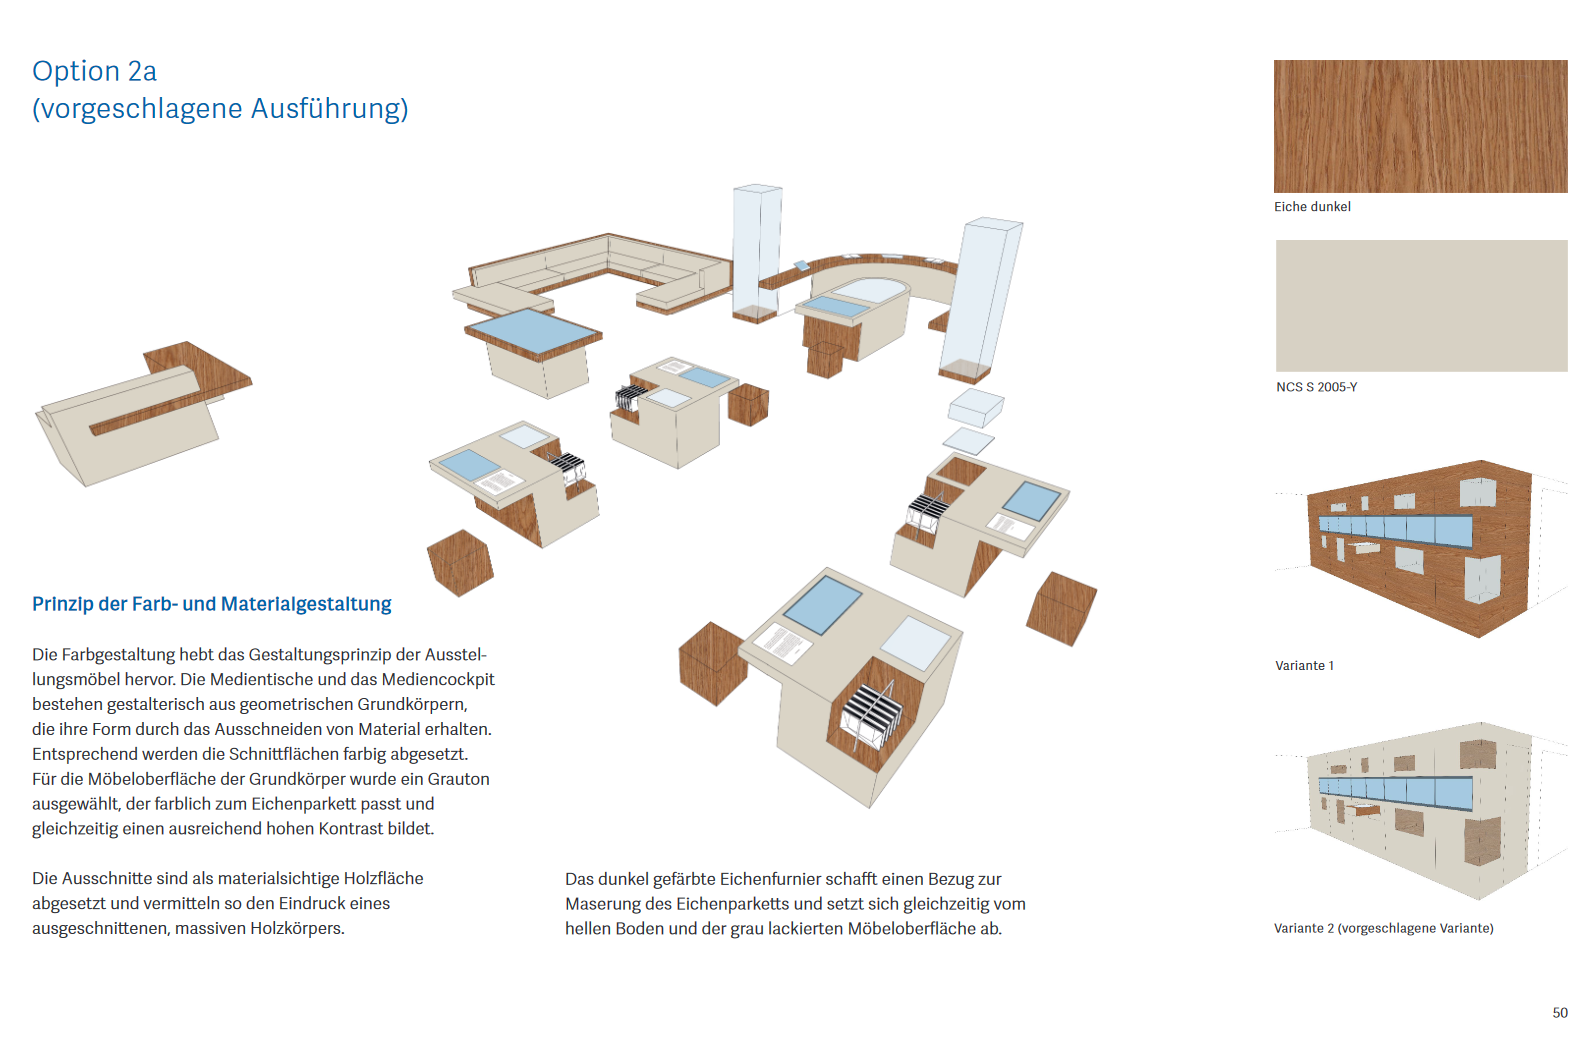 Option 2a
(vorgeschlagene Ausführung)
Prinzip der Farb- und Materialgestaltung
Die Farbgestaltung hebt das Gestaltungsprinzip der Ausstel-
lungsmöbel hervor. Die Medientische und das Mediencockpit
bestehen gestalterisch aus geometrischen Grundkörpern,
die ihre Form durch das Ausschneiden von Material erhalten.
Entsprechend werden die Schnittflächen farbig abgesetzt.
Für die Möbeloberfläche der Grundkörper wurde ein Grauton
ausgewählt, der farblich zum Eichenparkett passt und
gleichzeitig einen ausreichend hohen Kontrast bildet.
Die Ausschnitte sind als materialsichtige Holzfläche
abgesetzt und vermitteln so den Eindruck eines
ausgeschnittenen, massiven Holzkörpers.
Das dunkel gefärbte Eichenfurnier schafft einen Bezug zur
Maserung des Eichenparketts und setzt sich gleichzeitig vom
hellen Boden und der grau lackierten Möbeloberfläche ab.
Eiche dunkel
NCS S 2005-Y
Variante 1
Variante 2 (vorgeschlagene Variante)
50